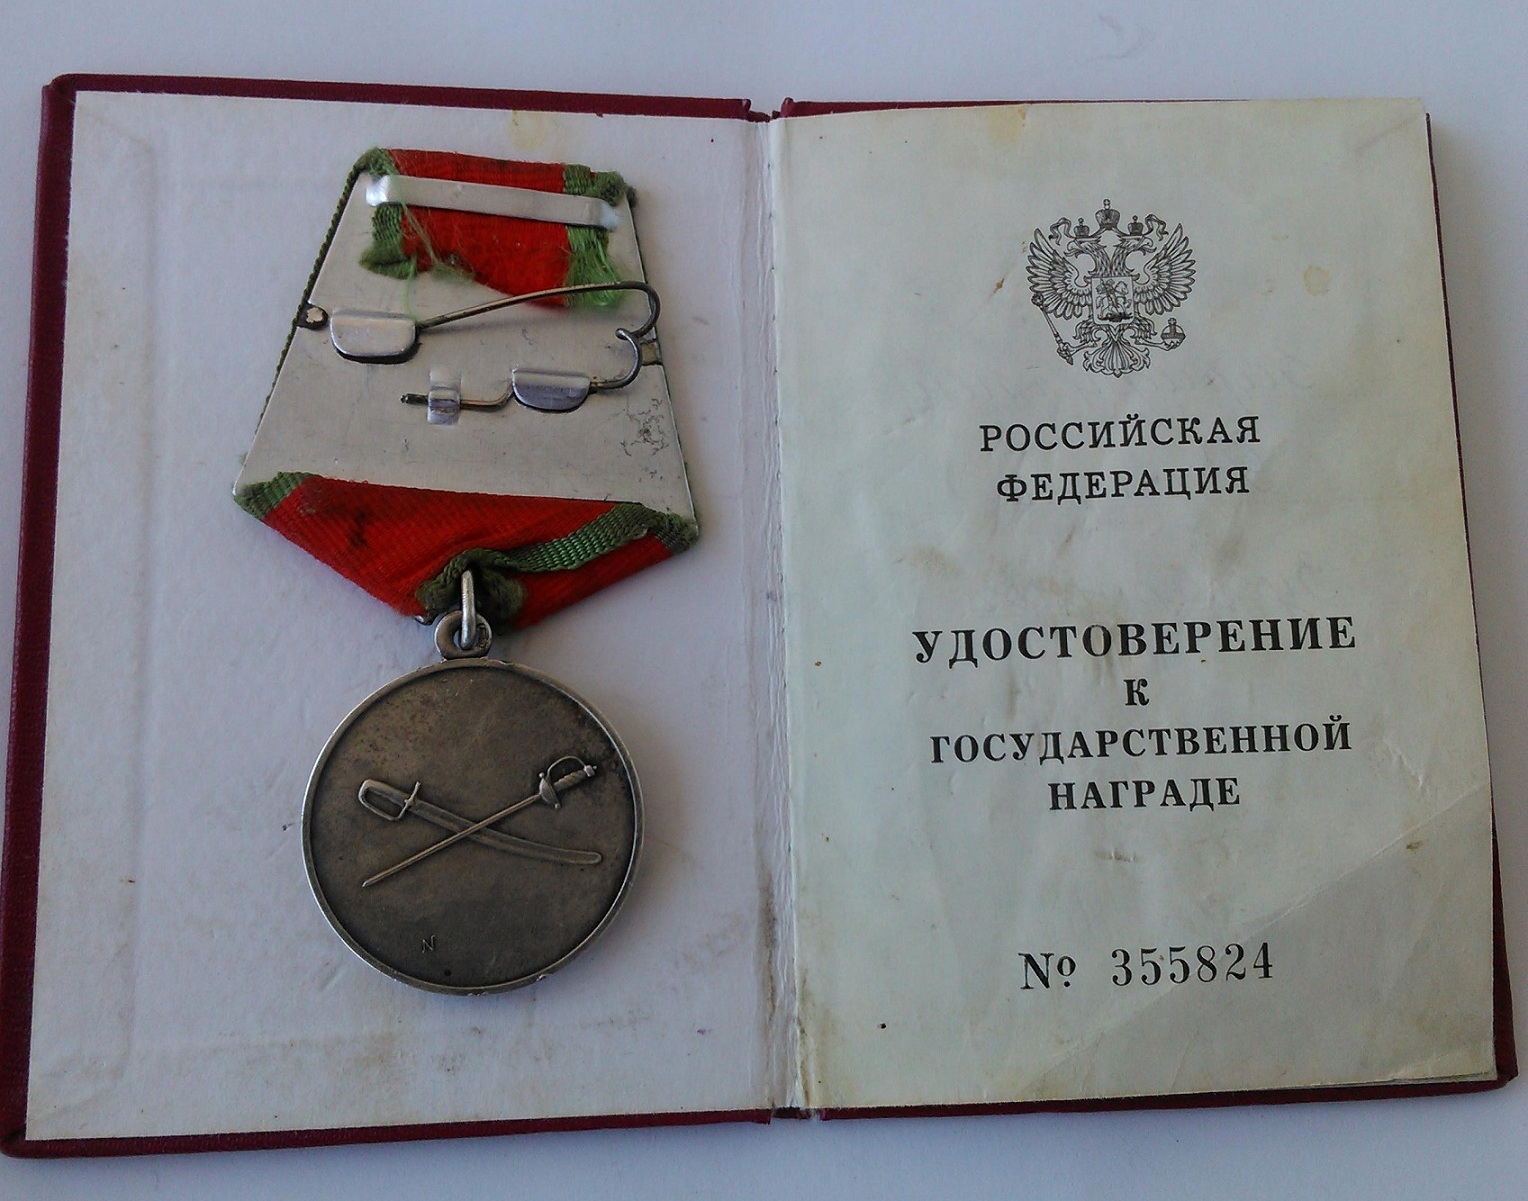 РОССИЙСКАЯ
ФЕДЕРАЦИЯ
УДОСТОВЕРЕНИЕ
К
ГОСУДАРСТВЕННОЙ
НАГРАДЕ
№ 355824
N